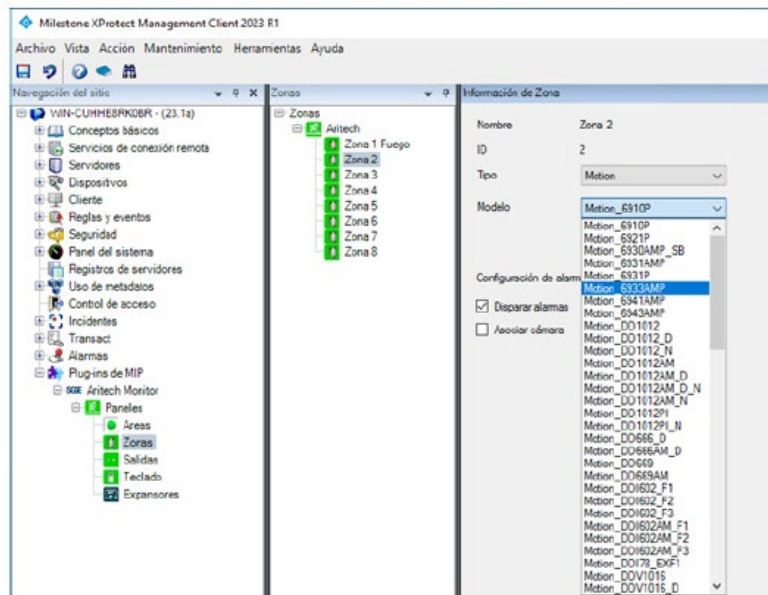 Milestone XProtect Management Client 2023 R1
Archivo Vista Acción Mantenimiento Herramientas Ayuda
Navegación del sitio
WIN-CUHHE8RK0BR - (23.1a)
Conceptos básicos
Servicios de conexión remota
Servidores
Dispositivos
Cliente
Reglas y eventos
Seguridad
Panel del sistema
Registros de servidores
Uso de metadatos
Control de acceso
Incidentes
Transact
Alarmas
Plug-ins de MIP
Aritech Monitor
Paneles
Areas
Zonas
Salidas
Teclado
Expansores
Zonas
Zonas
Aritech
Zona 1 Fuego
Zona 2
Zona 3
Zona 4
Zona 5
Zona 6
Zona 7
Zona 8
Información de Zona
Nombre Zona 2
ID 2
Tipo Motion
Modelo Motion_6910P
Motion_6910P
Motion_6921P
Motion_6930AMP_SB
Motion_6931AMP
Motion_6931P
Motion_6933AMP
Motion_6941AMP
Motion_6943AMP
Motion_DD1012
Motion_DD1012_D
Motion_DD1012_N
Motion_DD1012AM
Motion_DD1012AM_D
Motion_DD1012AM_D_N
Motion_DD1012AM_N
Motion_DD1012PI
Motion_DD1012PI_N
Motion_DD666_D
Motion_DD666AM_D
Motion_DD669
Motion_DD669AM
Motion_DDI602_F1
Motion_DDI602_F2
Motion_DDI602_F3
Motion_DDI602AM_F1
Motion_DDI602AM_F2
Motion_DDI602AM_F3
Motion_DDI78_EXF1
Motion_DDV1016
Motion_DDV1016_D
Configuración de alarm
Disparar alarmas
Asociar cámara